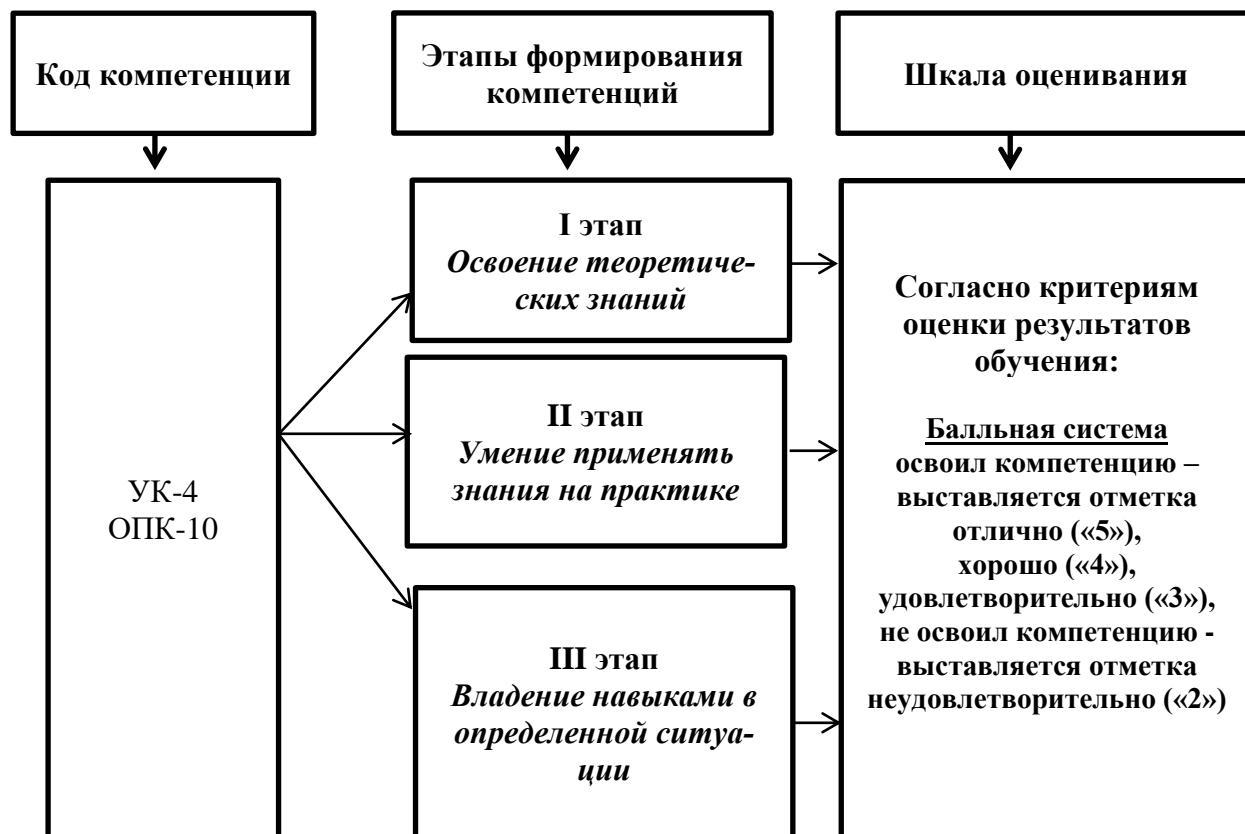 Код компетенции
Этапы формирования
компетенций
Шкала оценивания
УК-4
ОПК-10
I этап
Освоение теоретиче-
ских знаний
II этап
Умение применять
знания на практике
III этап
Владение навыками в
определенной ситуа-
ции
Согласно критериям
оценки результатов
обучения:
Балльная система
освоил компетенцию –
выставляется отметка
отлично («5»),
хорошо («4»),
удовлетворительно («3»),
не освоил компетенцию -
выставляется отметка
неудовлетворительно («2»)